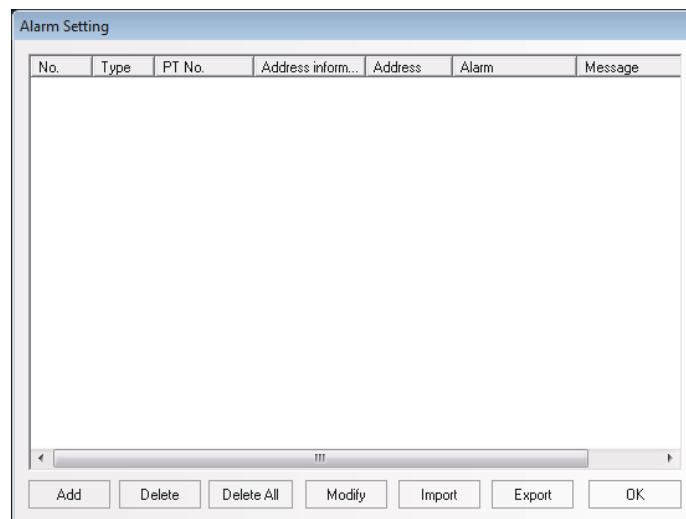 Alarm Setting
No. Type PT No. Address inform... Address Alarm Message
Add Delete Delete All Modify Import Export OK